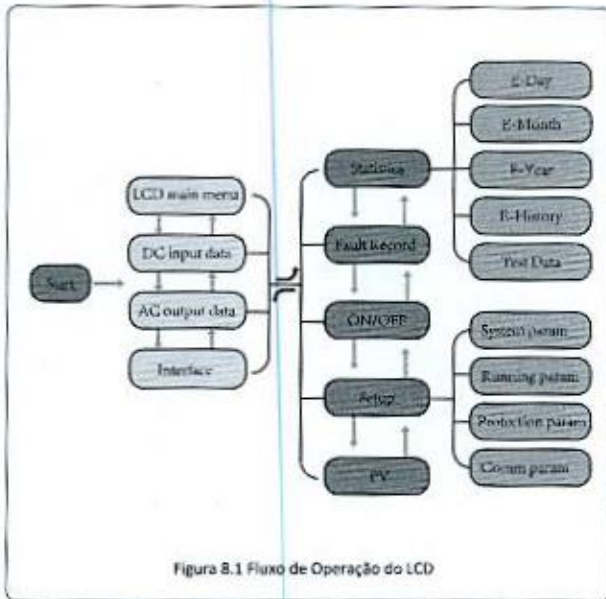 Start
LCD main menu
DC input data
AC output data
Interface
Statistics
Fault Record
ON/OFF
Setup
PV
E-Day
E-Month
E-Year
E-History
Test Data
System param
Running param
Protection param
Comm param
Figura 8.1 Fluxo de Operação do LCD